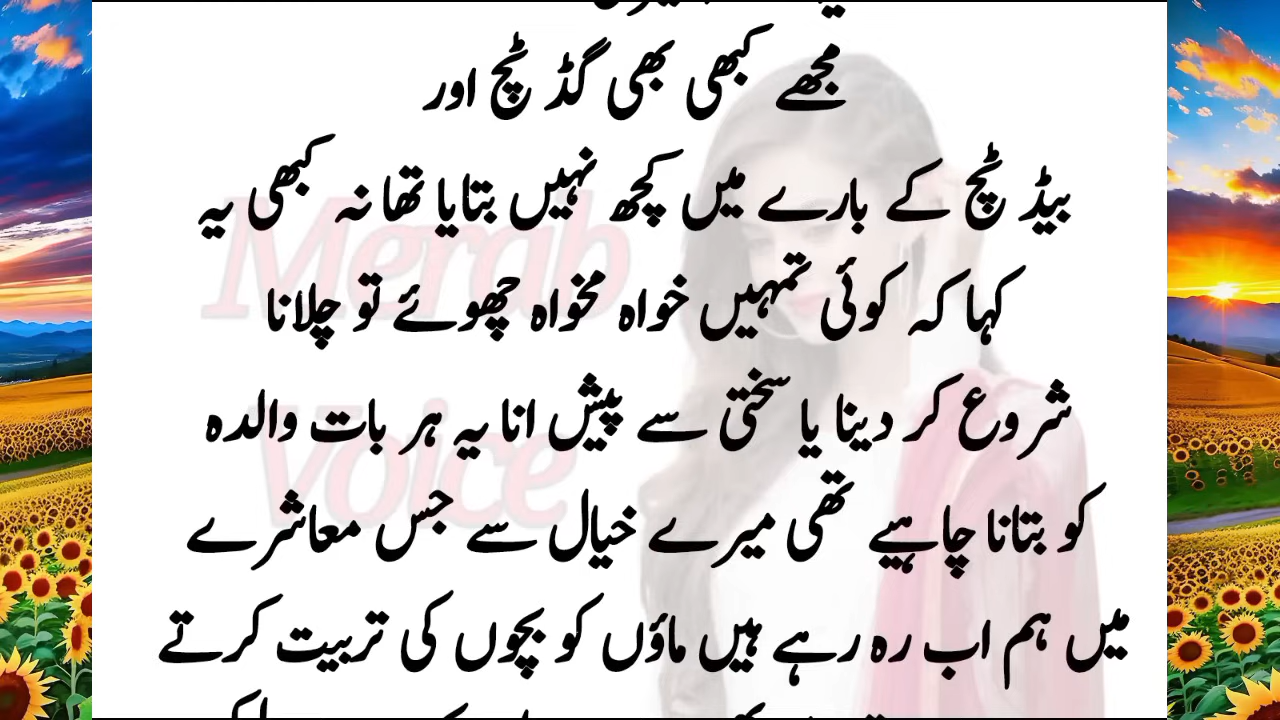 مجھے کبھی بھی گڈ ٹچ اور
بیڈ ٹچ کے بارے میں کچھ نہیں بتایا تھا نہ کبھی یہ
کہا کہ کوئی تمہیں خواہ مخواہ چھوئے تو چلانا
شروع کر دینا یا سختی سے پیش انا یہ ہر بات والدہ
کو بتانا چاہیے تھی میرے خیال سے جس معاشرے
میں ہم اب رہ رہے ہیں ماؤں کو بچوں کی تربیت کرتے
Merab
Voice